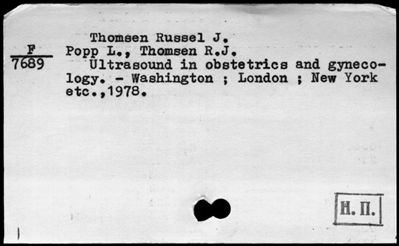 Thomsen Russel J.
F
7689
Popp L., Thomsen R.J.
Ultrasound in obstetrics and gyneco-
logy. - Washington ; London ; New York
etc.,1978.
Н. П.